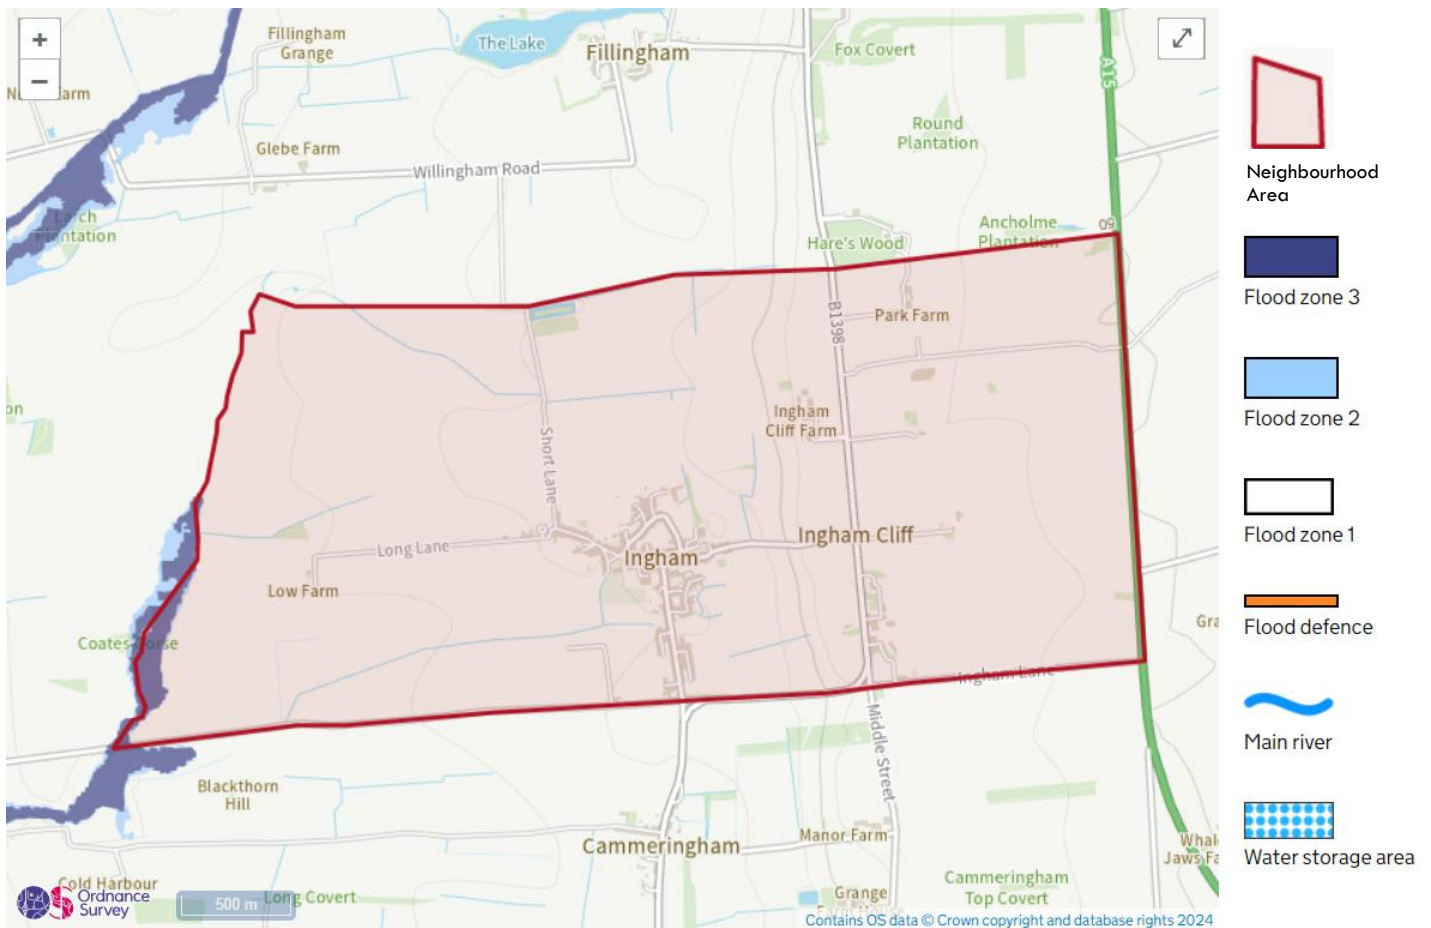 +
−
Fillingham
Grange
The Lake
Fillingham
Fox Covert
A15
Round
Plantation
Glebe Farm
Willingham Road
Plantation
Ancholme
Plantation
60
Hare's Wood
B1398
Park Farm
Ingham
Cliff Farm
Short Lane
Ingham Cliff
Long Lane
Ingham
Low Farm
Coates Gorse
Ingham Lane
Middle Street
Blackthorn
Hill
Manor Farm
Cammeringham
Cold Harbour
Long Covert
Grange
Cammeringham
Top Covert
Ordnance
Survey
500 m
Contains OS data © Crown copyright and database rights 2024
Neighbourhood
Area
Flood zone 3
Flood zone 2
Flood zone 1
Flood defence
Main river
Water storage area